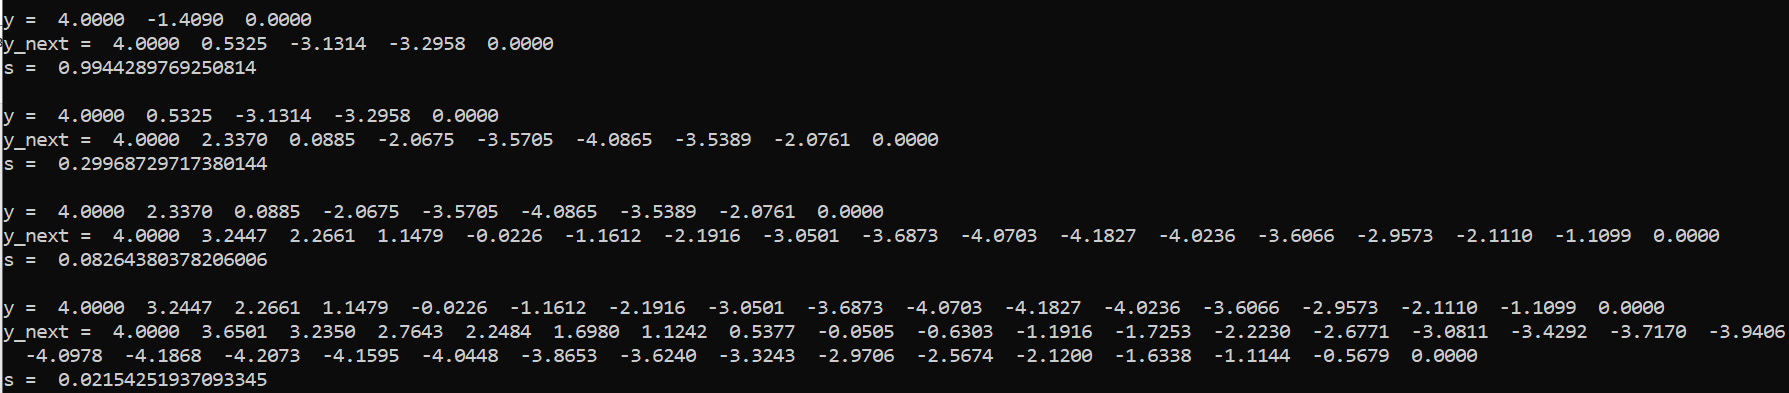 y =  4.0000  -1.4090  0.0000
y_next =  4.0000  0.5325  -3.1314  -3.2958  0.0000
s =  0.9944289769250814
y =  4.0000  0.5325  -3.1314  -3.2958  0.0000
y_next =  4.0000  2.3370  0.0885  -2.0675  -3.5705  -4.0865  -3.5389  -2.0761  0.0000
s =  0.29968729717380144
y =  4.0000  2.3370  0.0885  -2.0675  -3.5705  -4.0865  -3.5389  -2.0761  0.0000
y_next =  4.0000  3.2447  2.2661  1.1479  -0.0226  -1.1612  -2.1916  -3.0501  -3.6873  -4.0703  -4.1827  -4.0236  -3.6066  -2.9573  -2.1110  -1.1099  0.0000
s =  0.08264380378206006
y =  4.0000  3.2447  2.2661  1.1479  -0.0226  -1.1612  -2.1916  -3.0501  -3.6873  -4.0703  -4.1827  -4.0236  -3.6066  -2.9573  -2.1110  -1.1099  0.0000
y_next =  4.0000  3.6501  3.2350  2.7643  2.2484  1.6980  1.1242  0.5377  -0.0505  -0.6303  -1.1916  -1.7253  -2.2230  -2.6771  -3.0811  -3.4292  -3.7170  -3.9406
-4.0978  -4.1868  -4.2073  -4.1595  -4.0448  -3.8653  -3.6240  -3.3243  -2.9706  -2.5674  -2.1200  -1.6338  -1.1144  -0.5679  0.0000
s =  0.02154251937093345